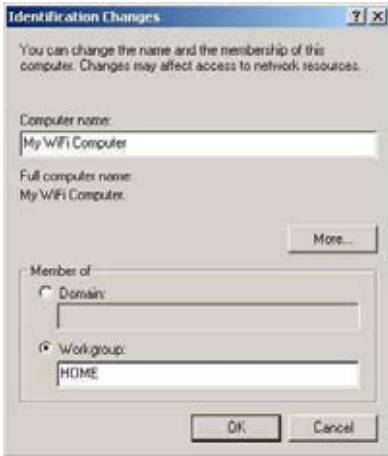 Identification Changes
You can change the name and the membership of this
computer. Changes may affect access to network resources.
Computer name:
My WiFi Computer
Full computer name:
My WiFi Computer.
More...
Member of
Domain:
Workgroup:
HOME
OK
Cancel